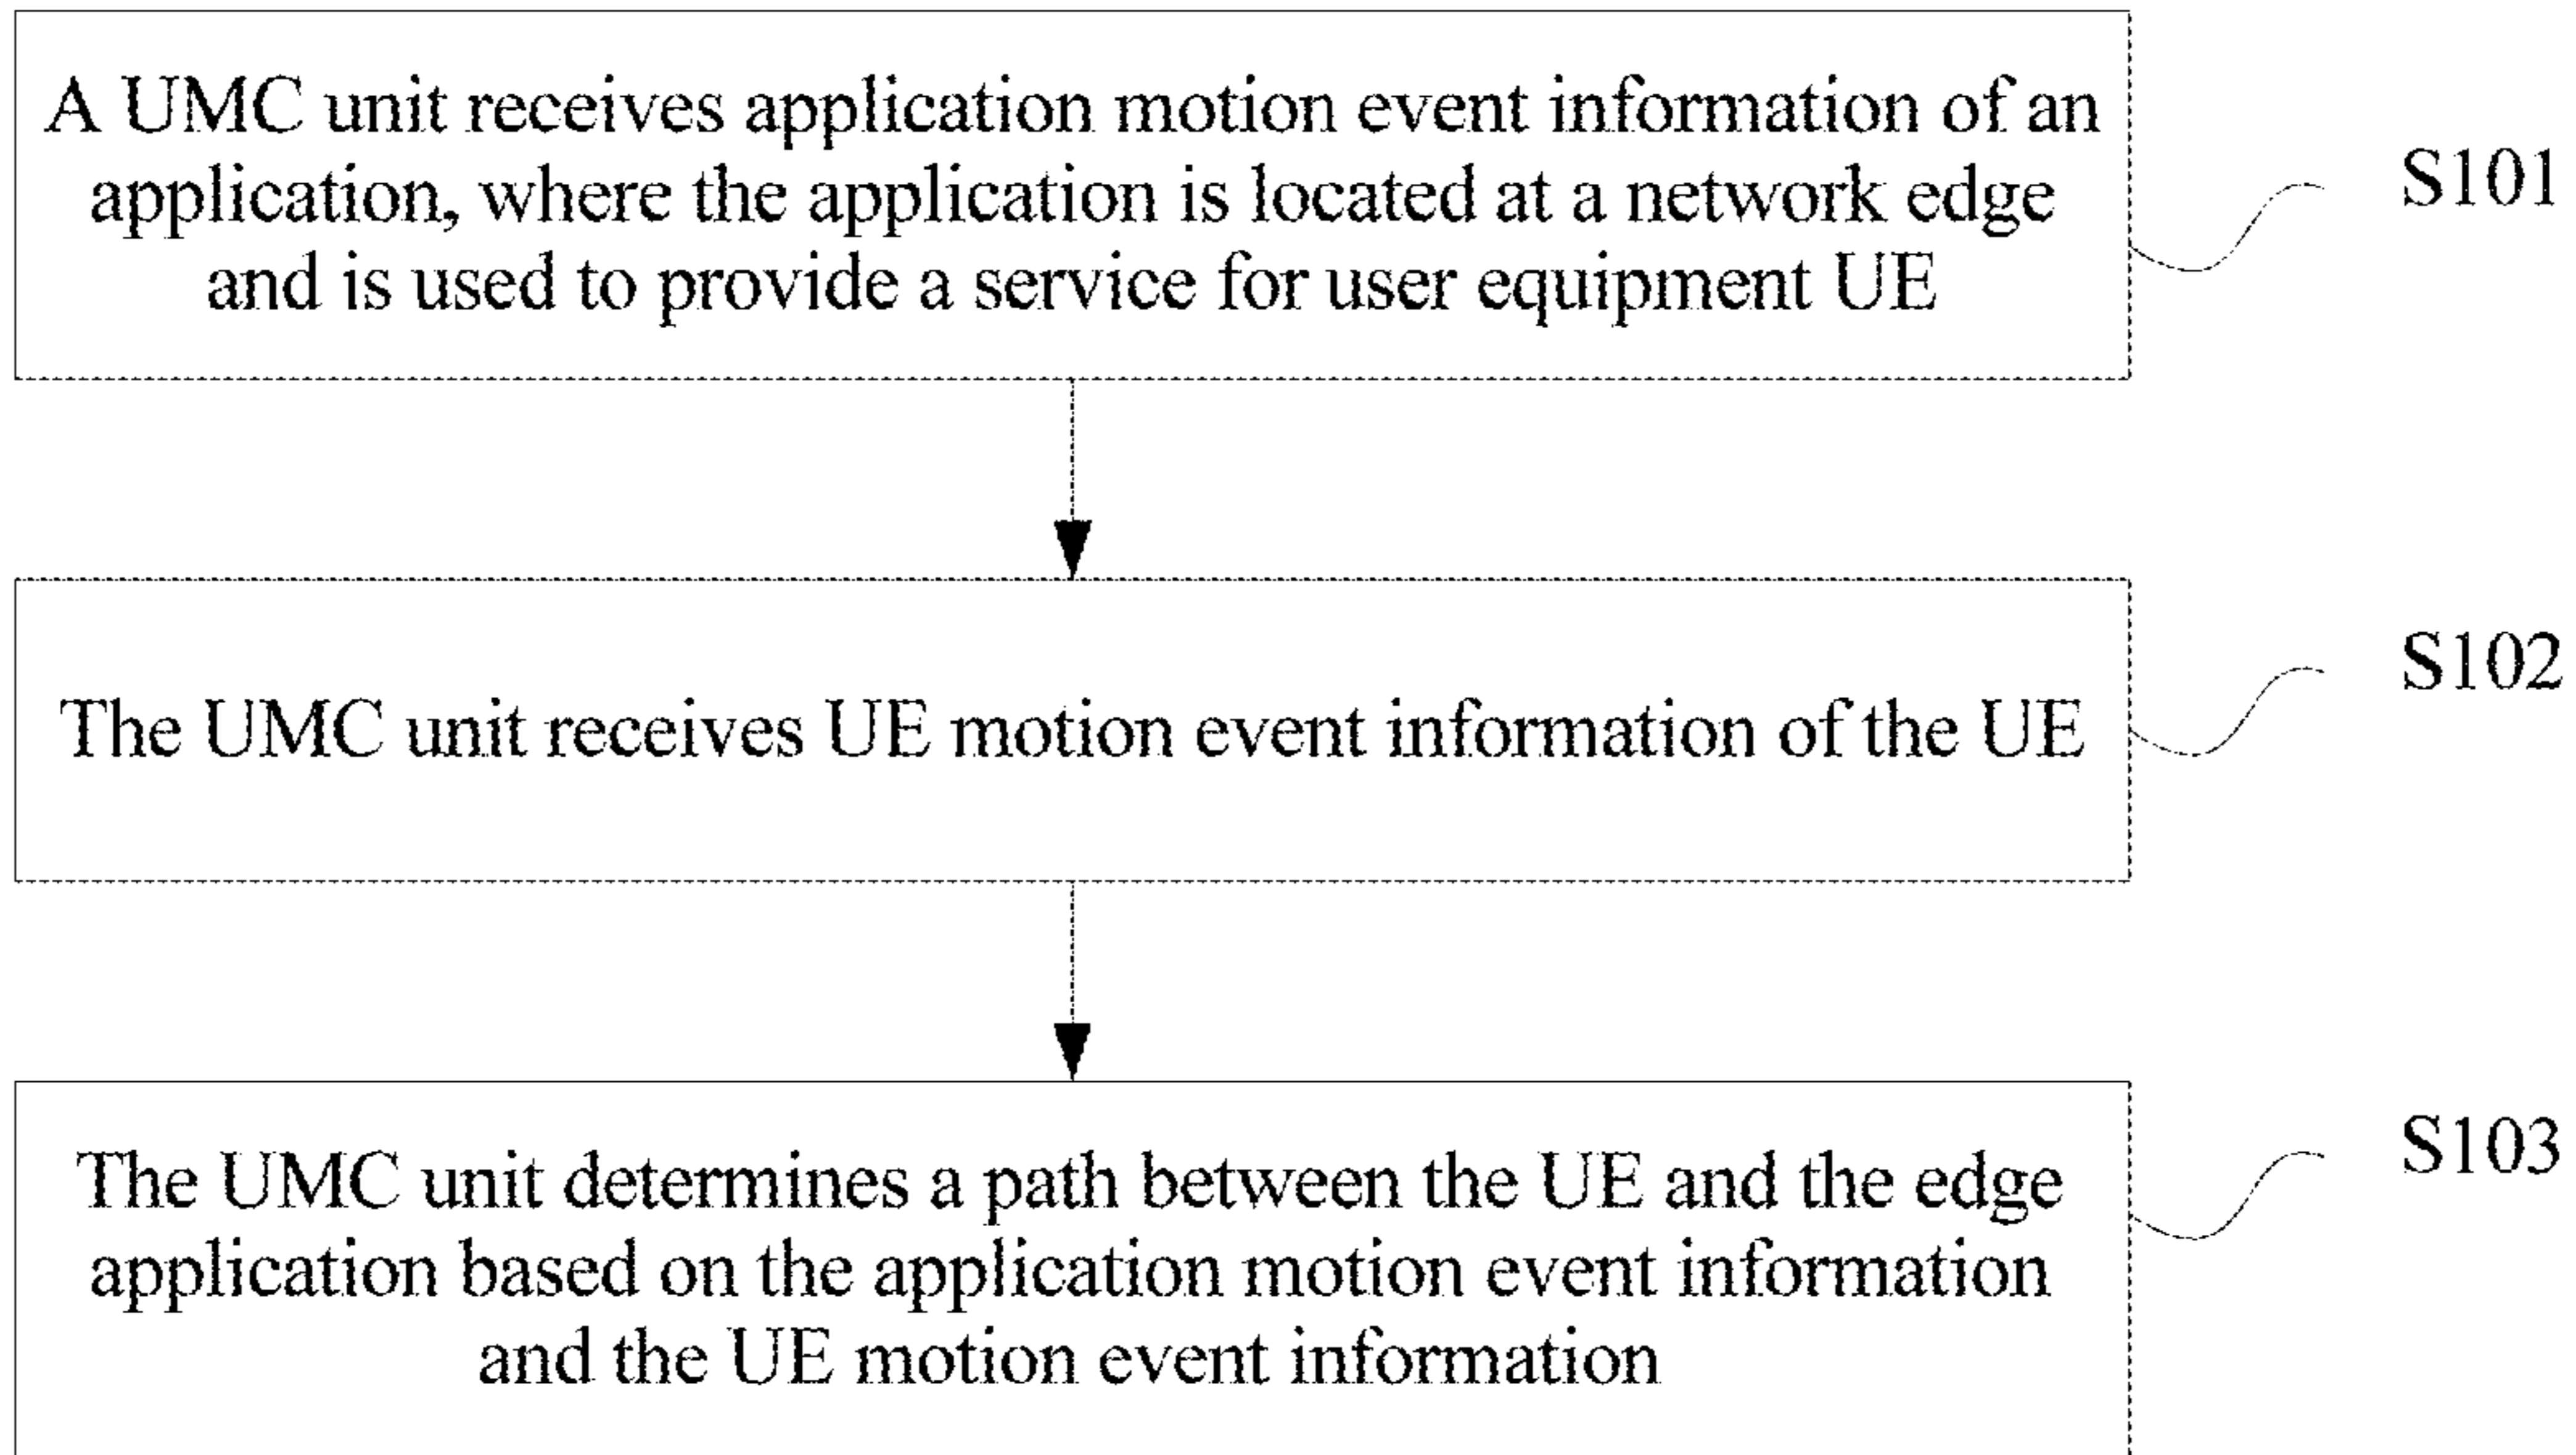 A UMC unit receives application motion event information of an
application, where the application is located at a network edge
and is used to provide a service for user equipment UE
S101
The UMC unit receives UE motion event information of the UE
S102
The UMC unit determines a path between the UE and the edge
application based on the application motion event information
and the UE motion event information
S103